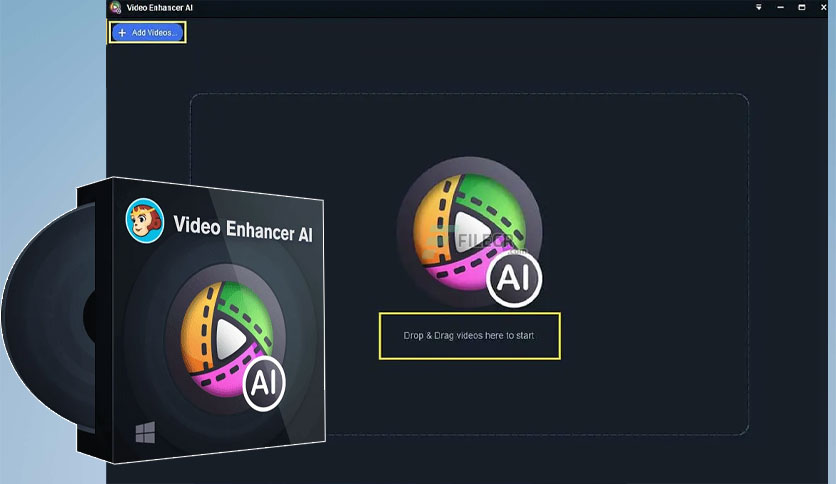 Video Enhancer AI
+ Add Videos...
FILECR
.com
AI
Drop & Drag videos here to start
Video Enhancer AI
AI